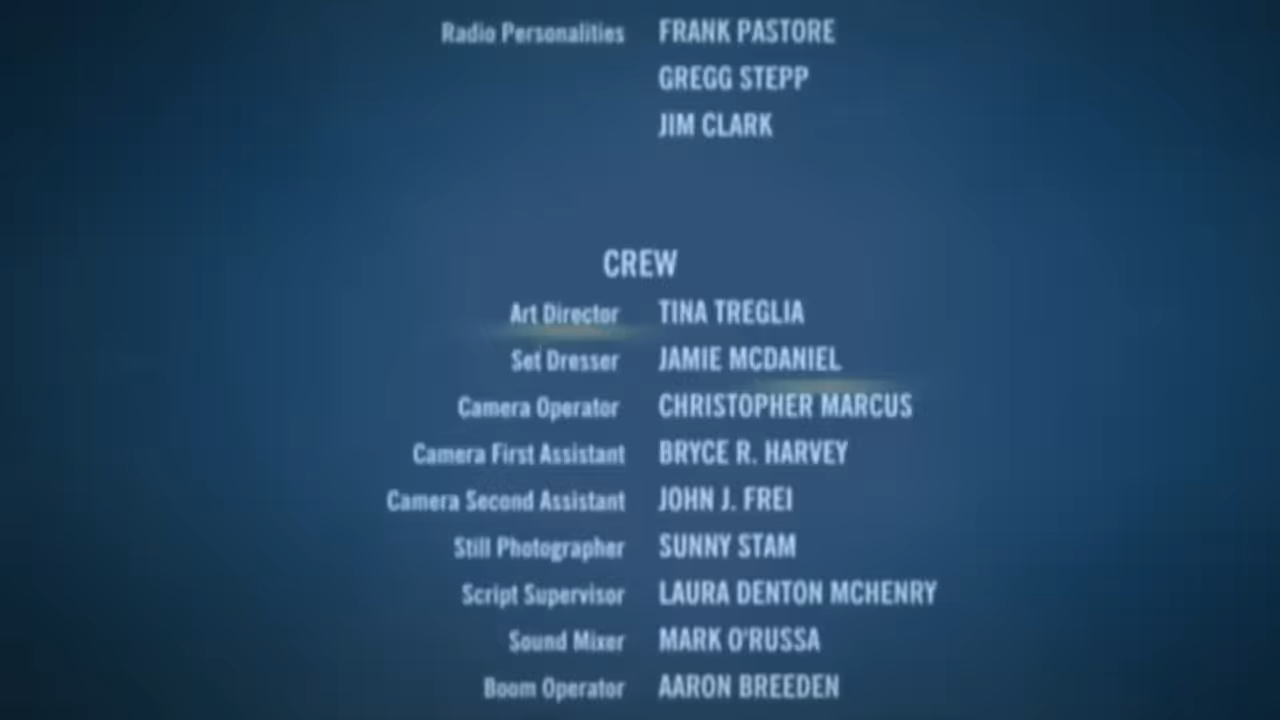 Radio Personalities FRANK PASTORE
GREGG STEPP
JIM CLARK
CREW
Art Director TINA TREGLIA
Set Dresser JAMIE MCDANIEL
Camera Operator CHRISTOPHER MARCUS
Camera First Assistant BRYCE R. HARVEY
Camera Second Assistant JOHN J. FREI
Still Photographer SUNNY STAM
Script Supervisor LAURA DENTON MCHENRY
Sound Mixer MARK O'RUSSA
Boom Operator AARON BREEDEN